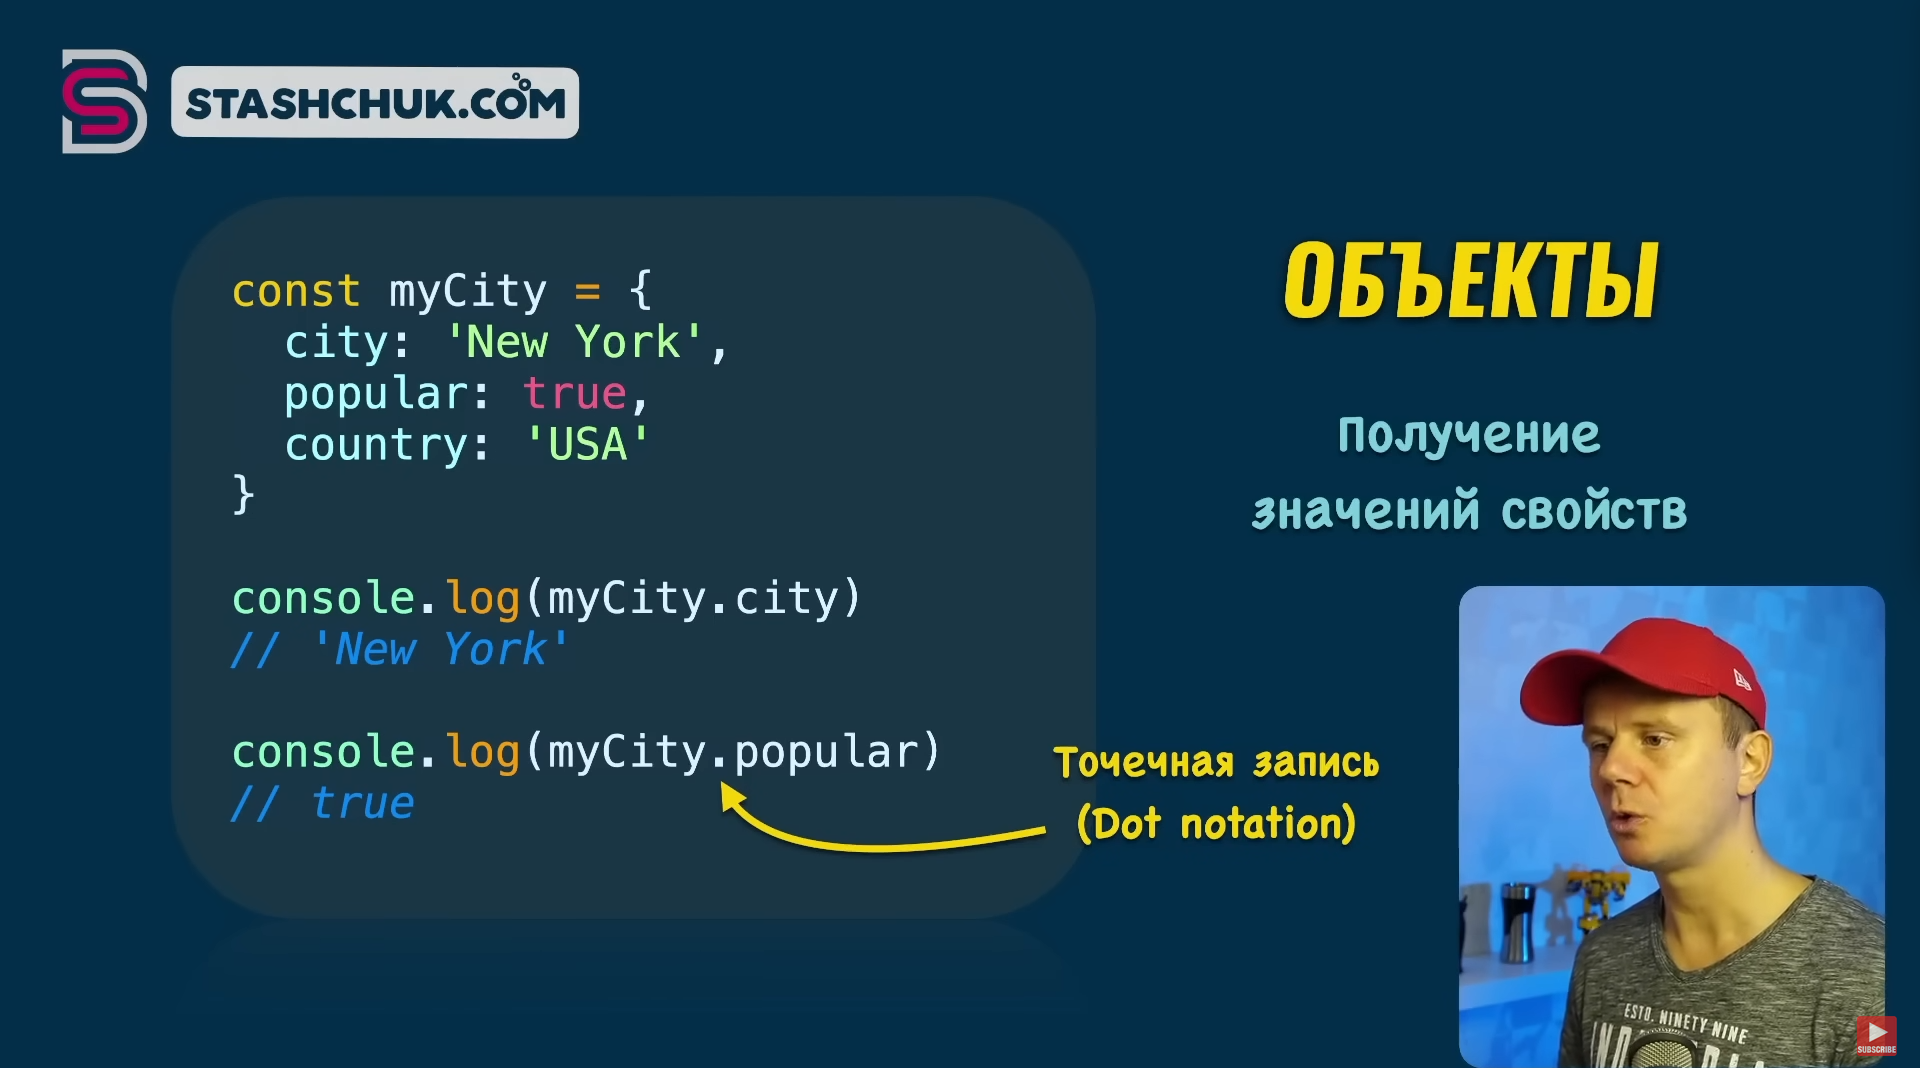 STASHCHUK.COM
const myCity = {
  city: 'New York',
  popular: true,
  country: 'USA'
}
console.log(myCity.city)
// 'New York'
console.log(myCity.popular)
// true
ОБЪЕКТЫ
Получение
значений свойств
Точечная запись
(Dot notation)
ESTD. NINETY NINE
SUBSCRIBE